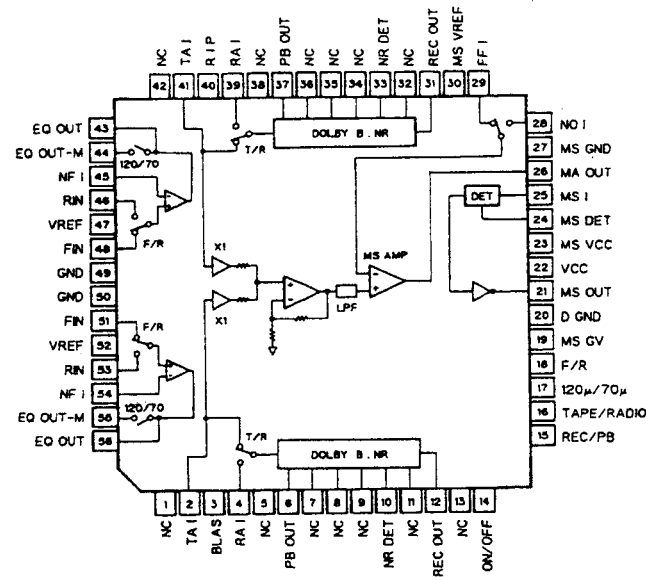 NC
TA I
RIP
RA I
NC
PB OUT
NC
NC
NC
NR DET
NC
REC OUT
MS VREF
FF I
42 41 40 39 38 37 36 35 34 33 32 31 30 29
EQ OUT 43
EQ OUT-M 44
NF I 45
RIN 46
VREF 47
FIN 48
GND 49
GND 50
FIN 51
VREF 52
RIN 53
NF I 54
EQ OUT-M 55
EQ OUT 56
120/70
F/R
T/R
DOLBY B. NR
X1
X1
MS AMP
LPF
DET
F/R
120/70
T/R
DOLBY B. NR
28 NO I
27 MS GND
26 MA OUT
25 MS I
24 MS DET
23 MS VCC
22 VCC
21 MS OUT
20 D GND
19 MS GV
18 F/R
17 120μ/70μ
16 TAPE/RADIO
15 REC/PB
1 2 3 4 5 6 7 8 9 10 11 12 13 14
NC
TA I
BLAS
RA I
NC
PB OUT
NC
NC
NC
NR DET
NC
REC OUT
NC
ON/OFF